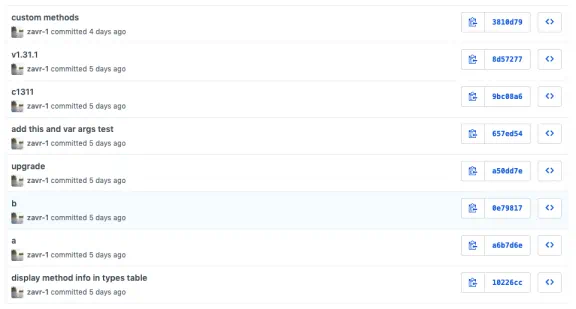 custom methods
3810d79
zavr-1 committed 4 days ago
v1.31.1
8d57277
zavr-1 committed 5 days ago
c1311
9bc08a6
zavr-1 committed 5 days ago
add this and var args test
657ed54
zavr-1 committed 5 days ago
upgrade
a50dd7e
zavr-1 committed 5 days ago
b
0e79817
zavr-1 committed 5 days ago
a
a6b7d6e
zavr-1 committed 5 days ago
display method info in types table
10226cc
zavr-1 committed 5 days ago